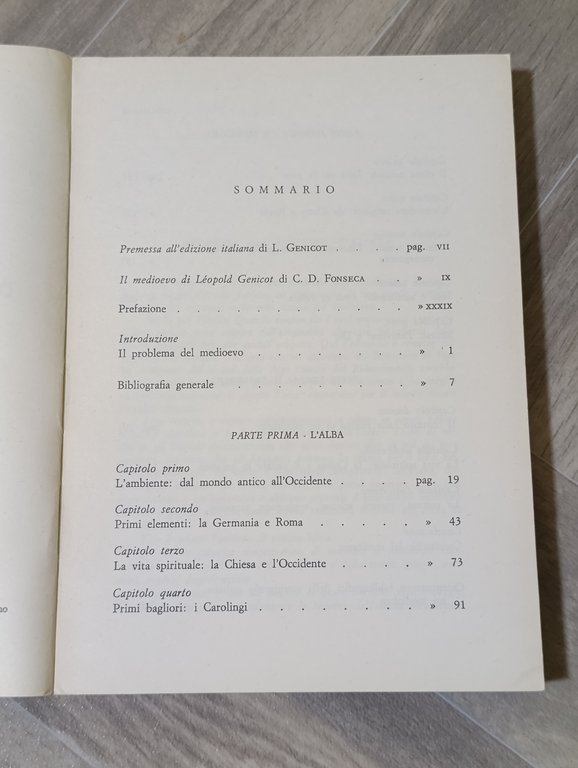 SOMMARIO
Premessa all'edizione italiana di L. GENICOT . . . . pag. VII
Il medioevo di Léopold Genicot di C. D. FONSECA . . » IX
Prefazione . . . . . . . . . . . . » XXXIX
Introduzione
Il problema del medioevo . . . . . . . . » 1
Bibliografia generale . . . . . . . . » 7
PARTE PRIMA - L'ALBA
Capitolo primo
L'ambiente: dal mondo antico all'Occidente . . . . pag. 19
Capitolo secondo
Primi elementi: la Germania e Roma . . . . . » 43
Capitolo terzo
La vita spirituale: la Chiesa e l'Occidente . . . . » 73
Capitolo quarto
Primi bagliori: i Carolingi . . . . . . . . » 91